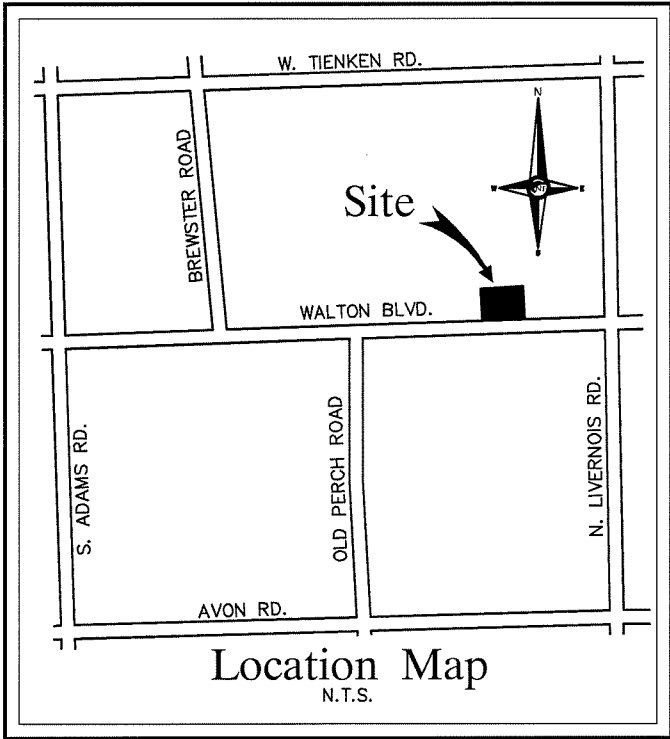 W. TIENKEN RD.
N
BREWSTER ROAD
Site
W
E
S
WALTON BLVD.
S. ADAMS RD.
OLD PERCH ROAD
N. LIVERNOIS RD.
AVON RD.
Location Map
N.T.S.